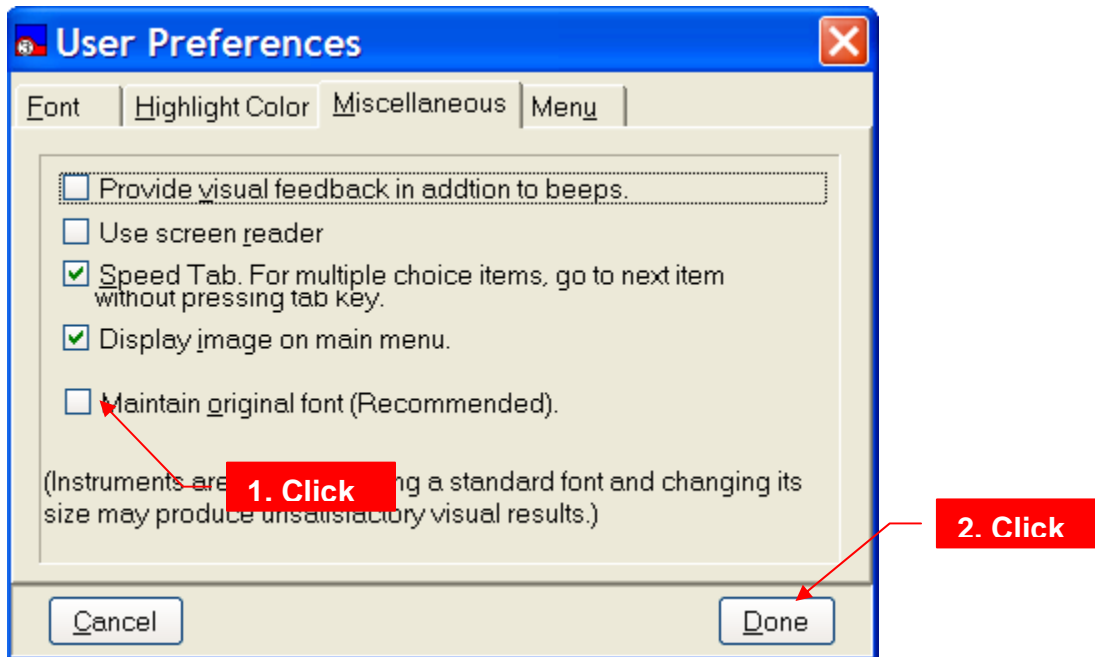 User Preferences
Font Highlight Color Miscellaneous Menu
Provide visual feedback in addtion to beeps.
Use screen reader
Speed Tab. For multiple choice items, go to next item
without pressing tab key.
Display image on main menu.
Maintain original font (Recommended).
(Instruments are ng a standard font and changing its
size may produce unsatisfactory visual results.)
1. Click
2. Click
Cancel Done